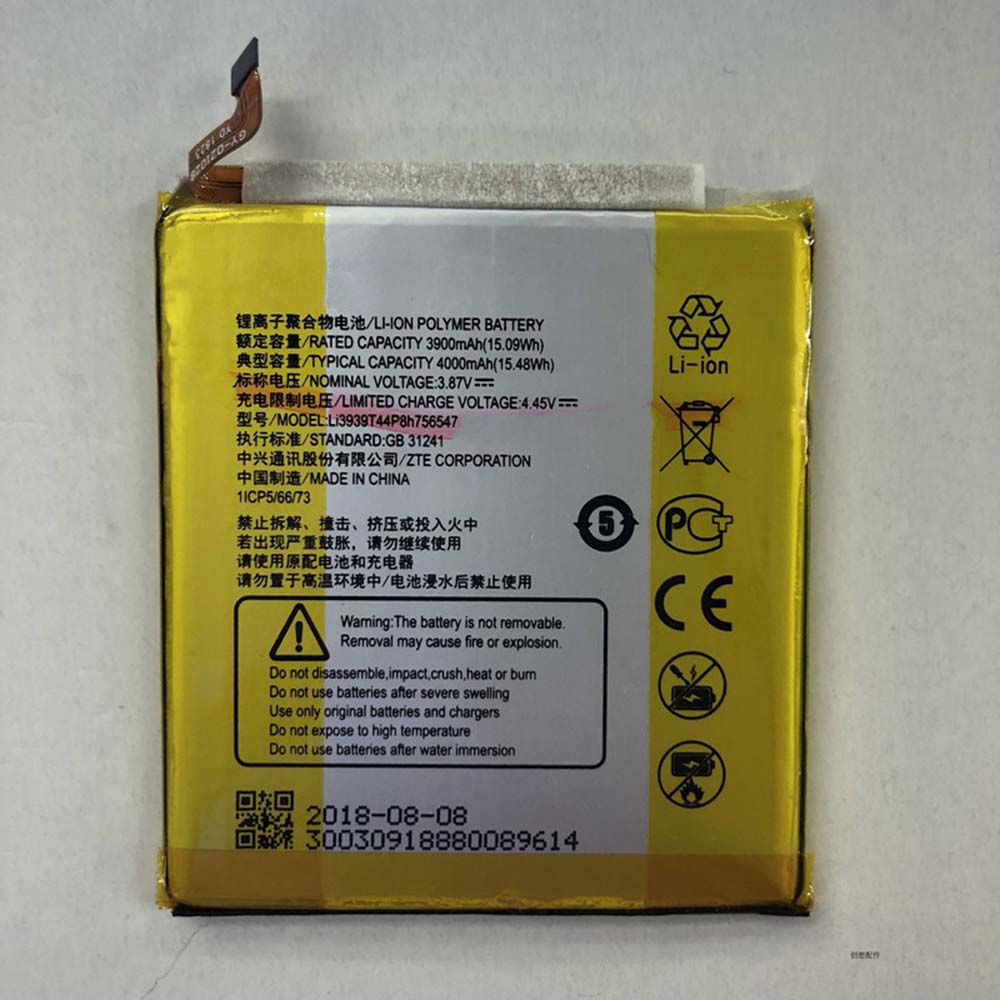 GY-021028
YD 1823
锂离子聚合物电池/LI-ION POLYMER BATTERY
额定容量/RATED CAPACITY 3900mAh(15.09Wh)
典型容量/TYPICAL CAPACITY 4000mAh(15.48Wh)
标称电压/NOMINAL VOLTAGE:3.87V⎓
充电限制电压/LIMITED CHARGE VOLTAGE:4.45V⎓
型号/MODEL:Li3939T44P8h756547
执行标准/STANDARD:GB 31241
中兴通讯股份有限公司/ZTE CORPORATION
中国制造/MADE IN CHINA
1ICP5/66/73
Li-ion
禁止拆解、撞击、挤压或投入火中
若出现严重鼓胀，请勿继续使用
请使用原配电池和充电器
请勿置于高温环境中/电池浸水后禁止使用
5
PCT
CE
Warning:The battery is not removable.
Removal may cause fire or explosion.
Do not disassemble,impact,crush,heat or burn
Do not use batteries after severe swelling
Use only original batteries and chargers
Do not expose to high temperature
Do not use batteries after water immersion
2018-08-08
30030918880089614
创想配件